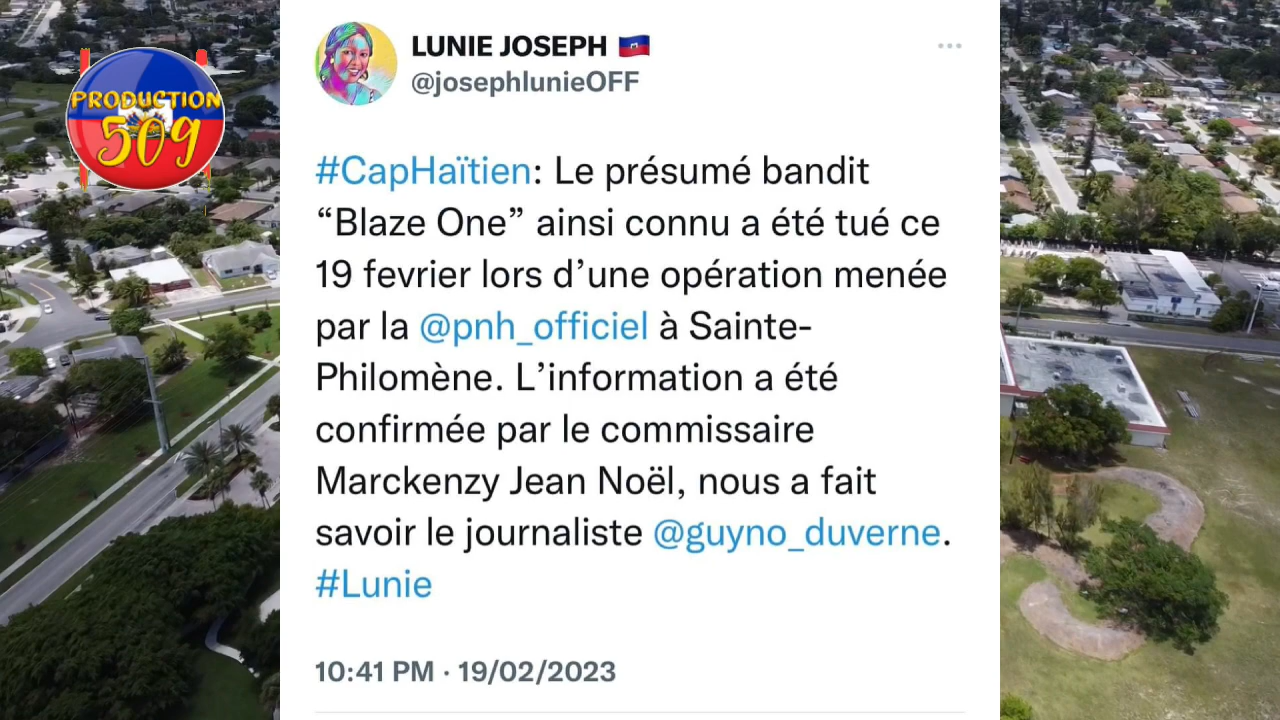 PRODUCTION
509
LUNIE JOSEPH 🇭🇹
@josephlunieOFF
#CapHaïtien: Le présumé bandit
“Blaze One” ainsi connu a été tué ce
19 fevrier lors d’une opération menée
par la @pnh_officiel à Sainte-
Philomène. L’information a été
confirmée par le commissaire
Marckenzy Jean Noël, nous a fait
savoir le journaliste @guyno_duverne.
#Lunie
10:41 PM · 19/02/2023